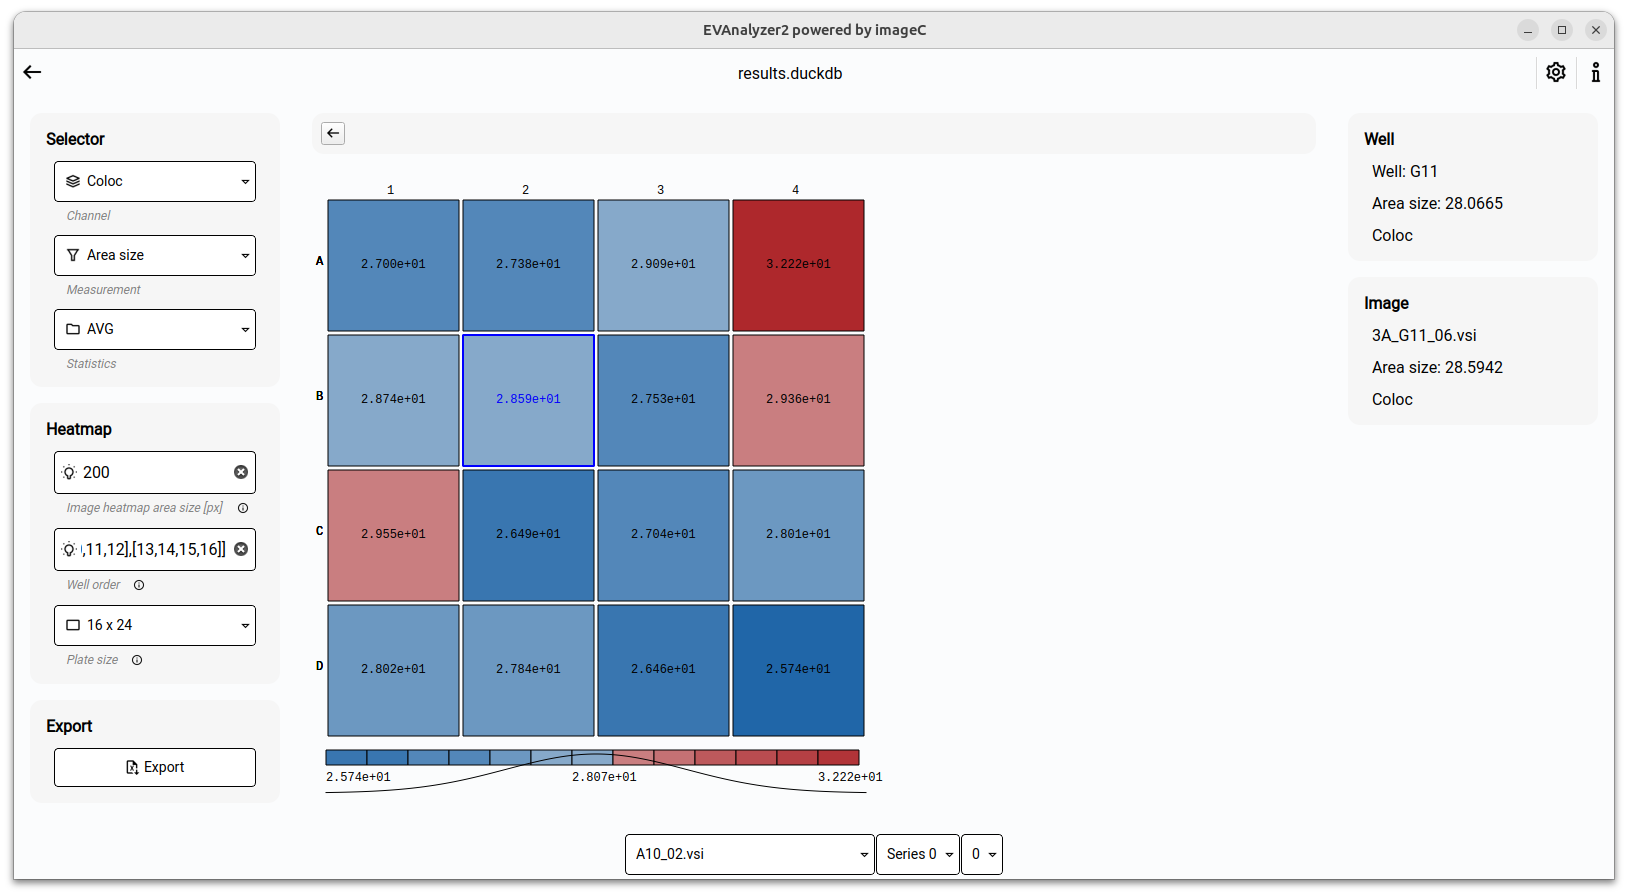 EVAnalyzer2 powered by imageC
results.duckdb
Selector
Coloc
Channel
Area size
Measurement
AVG
Statistics
Heatmap
200
Image heatmap area size [px]
,11,12],[13,14,15,16]]
Well order
16 x 24
Plate size
Export
Export
1 2 3 4
A 2.700e+01 2.738e+01 2.909e+01 3.222e+01
B 2.874e+01 2.859e+01 2.753e+01 2.936e+01
C 2.955e+01 2.649e+01 2.704e+01 2.801e+01
D 2.802e+01 2.784e+01 2.646e+01 2.574e+01
2.574e+01 2.807e+01 3.222e+01
A10_02.vsi Series 0 0
Well
Well: G11
Area size: 28.0665
Coloc
Image
3A_G11_06.vsi
Area size: 28.5942
Coloc